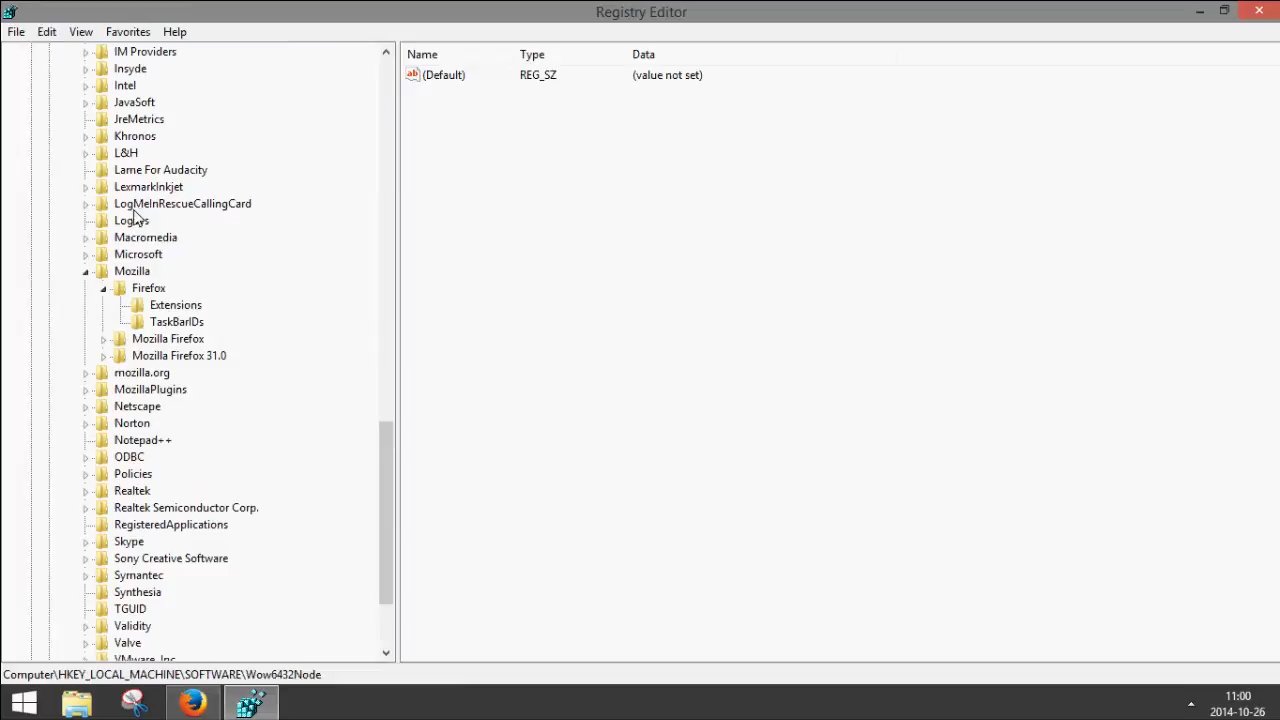 Registry Editor
File Edit View Favorites Help
IM Providers
Insyde
Intel
JavaSoft
JreMetrics
Khronos
L&H
Lame For Audacity
LexmarkInkjet
LogMeInRescueCallingCard
Macromedia
Microsoft
Mozilla
Firefox
Extensions
TaskBarIDs
Mozilla Firefox
Mozilla Firefox 31.0
mozilla.org
MozillaPlugins
Netscape
Norton
Notepad++
ODBC
Policies
Realtek
Realtek Semiconductor Corp.
RegisteredApplications
Skype
Sony Creative Software
Symantec
Synthesia
TGUID
Validity
Valve
VMware, Inc.
Name Type Data
ab (Default) REG_SZ (value not set)
Computer\HKEY_LOCAL_MACHINE\SOFTWARE\Wow6432Node
11:00
2014-10-26